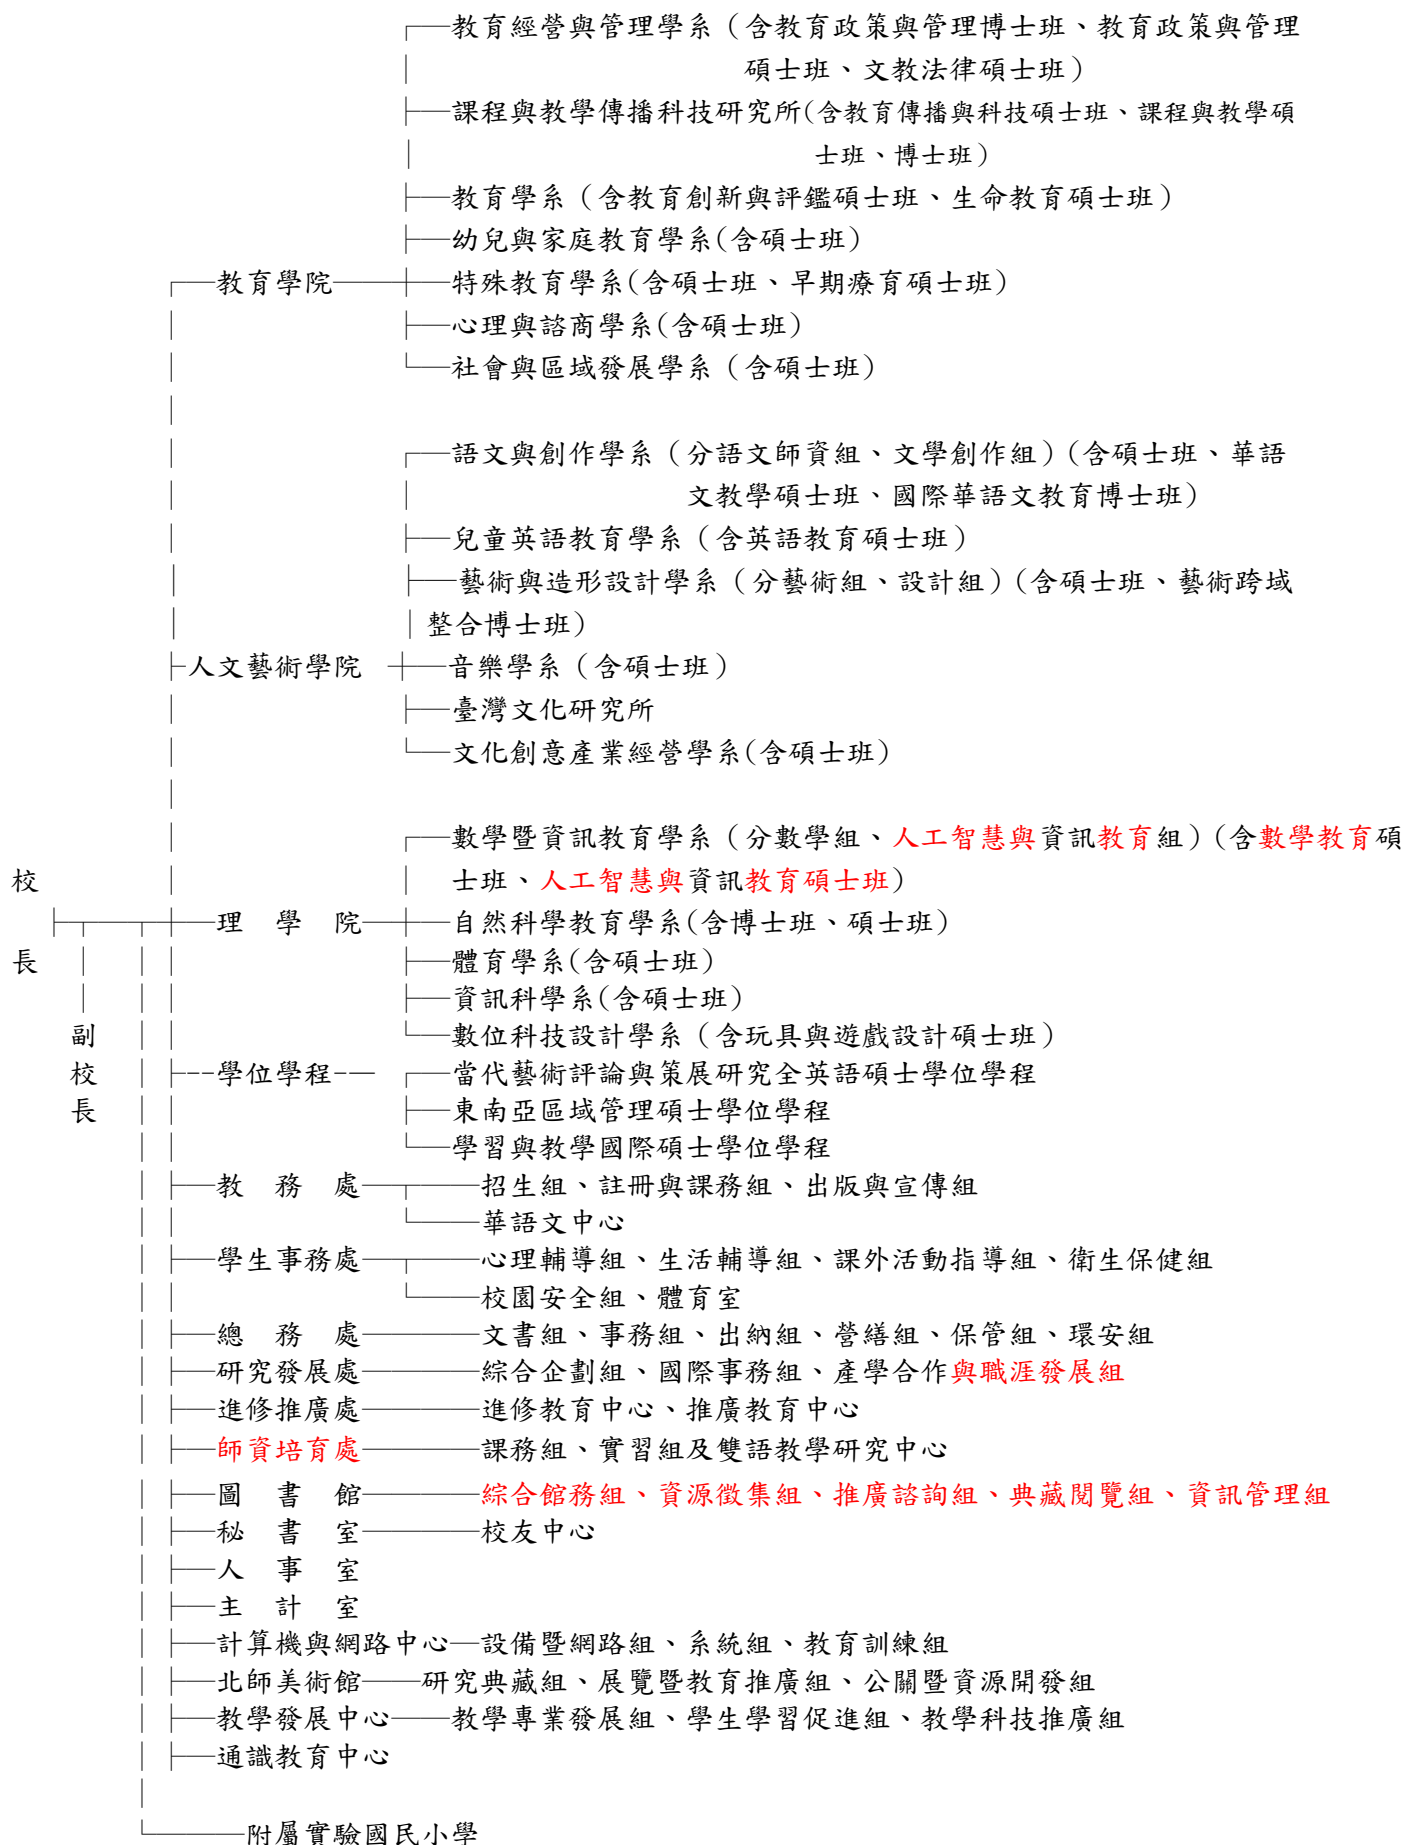 教育經營與管理學系（含教育政策與管理博士班、教育政策與管理
碩士班、文教法律碩士班）
課程與教學傳播科技研究所(含教育傳播與科技碩士班、課程與教學碩
士班、博士班）
教育學系（含教育創新與評鑑碩士班、生命教育碩士班）
幼兒與家庭教育學系(含碩士班)
教育學院 特殊教育學系(含碩士班、早期療育碩士班)
心理與諮商學系(含碩士班)
社會與區域發展學系（含碩士班）
語文與創作學系（分語文師資組、文學創作組）(含碩士班、華語
文教學碩士班、國際華語文教育博士班）
兒童英語教育學系（含英語教育碩士班）
藝術與造形設計學系（分藝術組、設計組）(含碩士班、藝術跨域
整合博士班）
人文藝術學院 音樂學系（含碩士班）
臺灣文化研究所
文化創意產業經營學系(含碩士班)
數學暨資訊教育學系（分數學組、人工智慧與資訊教育組）(含數學教育碩
校 士班、人工智慧與資訊教育碩士班)
理 學 院 自然科學教育學系(含博士班、碩士班)
長 體育學系(含碩士班)
資訊科學系(含碩士班)
副 數位科技設計學系（含玩具與遊戲設計碩士班）
校 學位學程 當代藝術評論與策展研究全英語碩士學位學程
長 東南亞區域管理碩士學位學程
學習與教學國際碩士學位學程
教 務 處 招生組、註冊與課務組、出版與宣傳組
華語文中心
學生事務處 心理輔導組、生活輔導組、課外活動指導組、衛生保健組
校園安全組、體育室
總 務 處 文書組、事務組、出納組、營繕組、保管組、環安組
研究發展處 綜合企劃組、國際事務組、產學合作與職涯發展組
進修推廣處 進修教育中心、推廣教育中心
師資培育處 課務組、實習組及雙語教學研究中心
圖 書 館 綜合館務組、資源徵集組、推廣諮詢組、典藏閱覽組、資訊管理組
秘 書 室 校友中心
人 事 室
主 計 室
計算機與網路中心 設備暨網路組、系統組、教育訓練組
北師美術館 研究典藏組、展覽暨教育推廣組、公關暨資源開發組
教學發展中心 教學專業發展組、學生學習促進組、教學科技推廣組
通識教育中心
附屬實驗國民小學